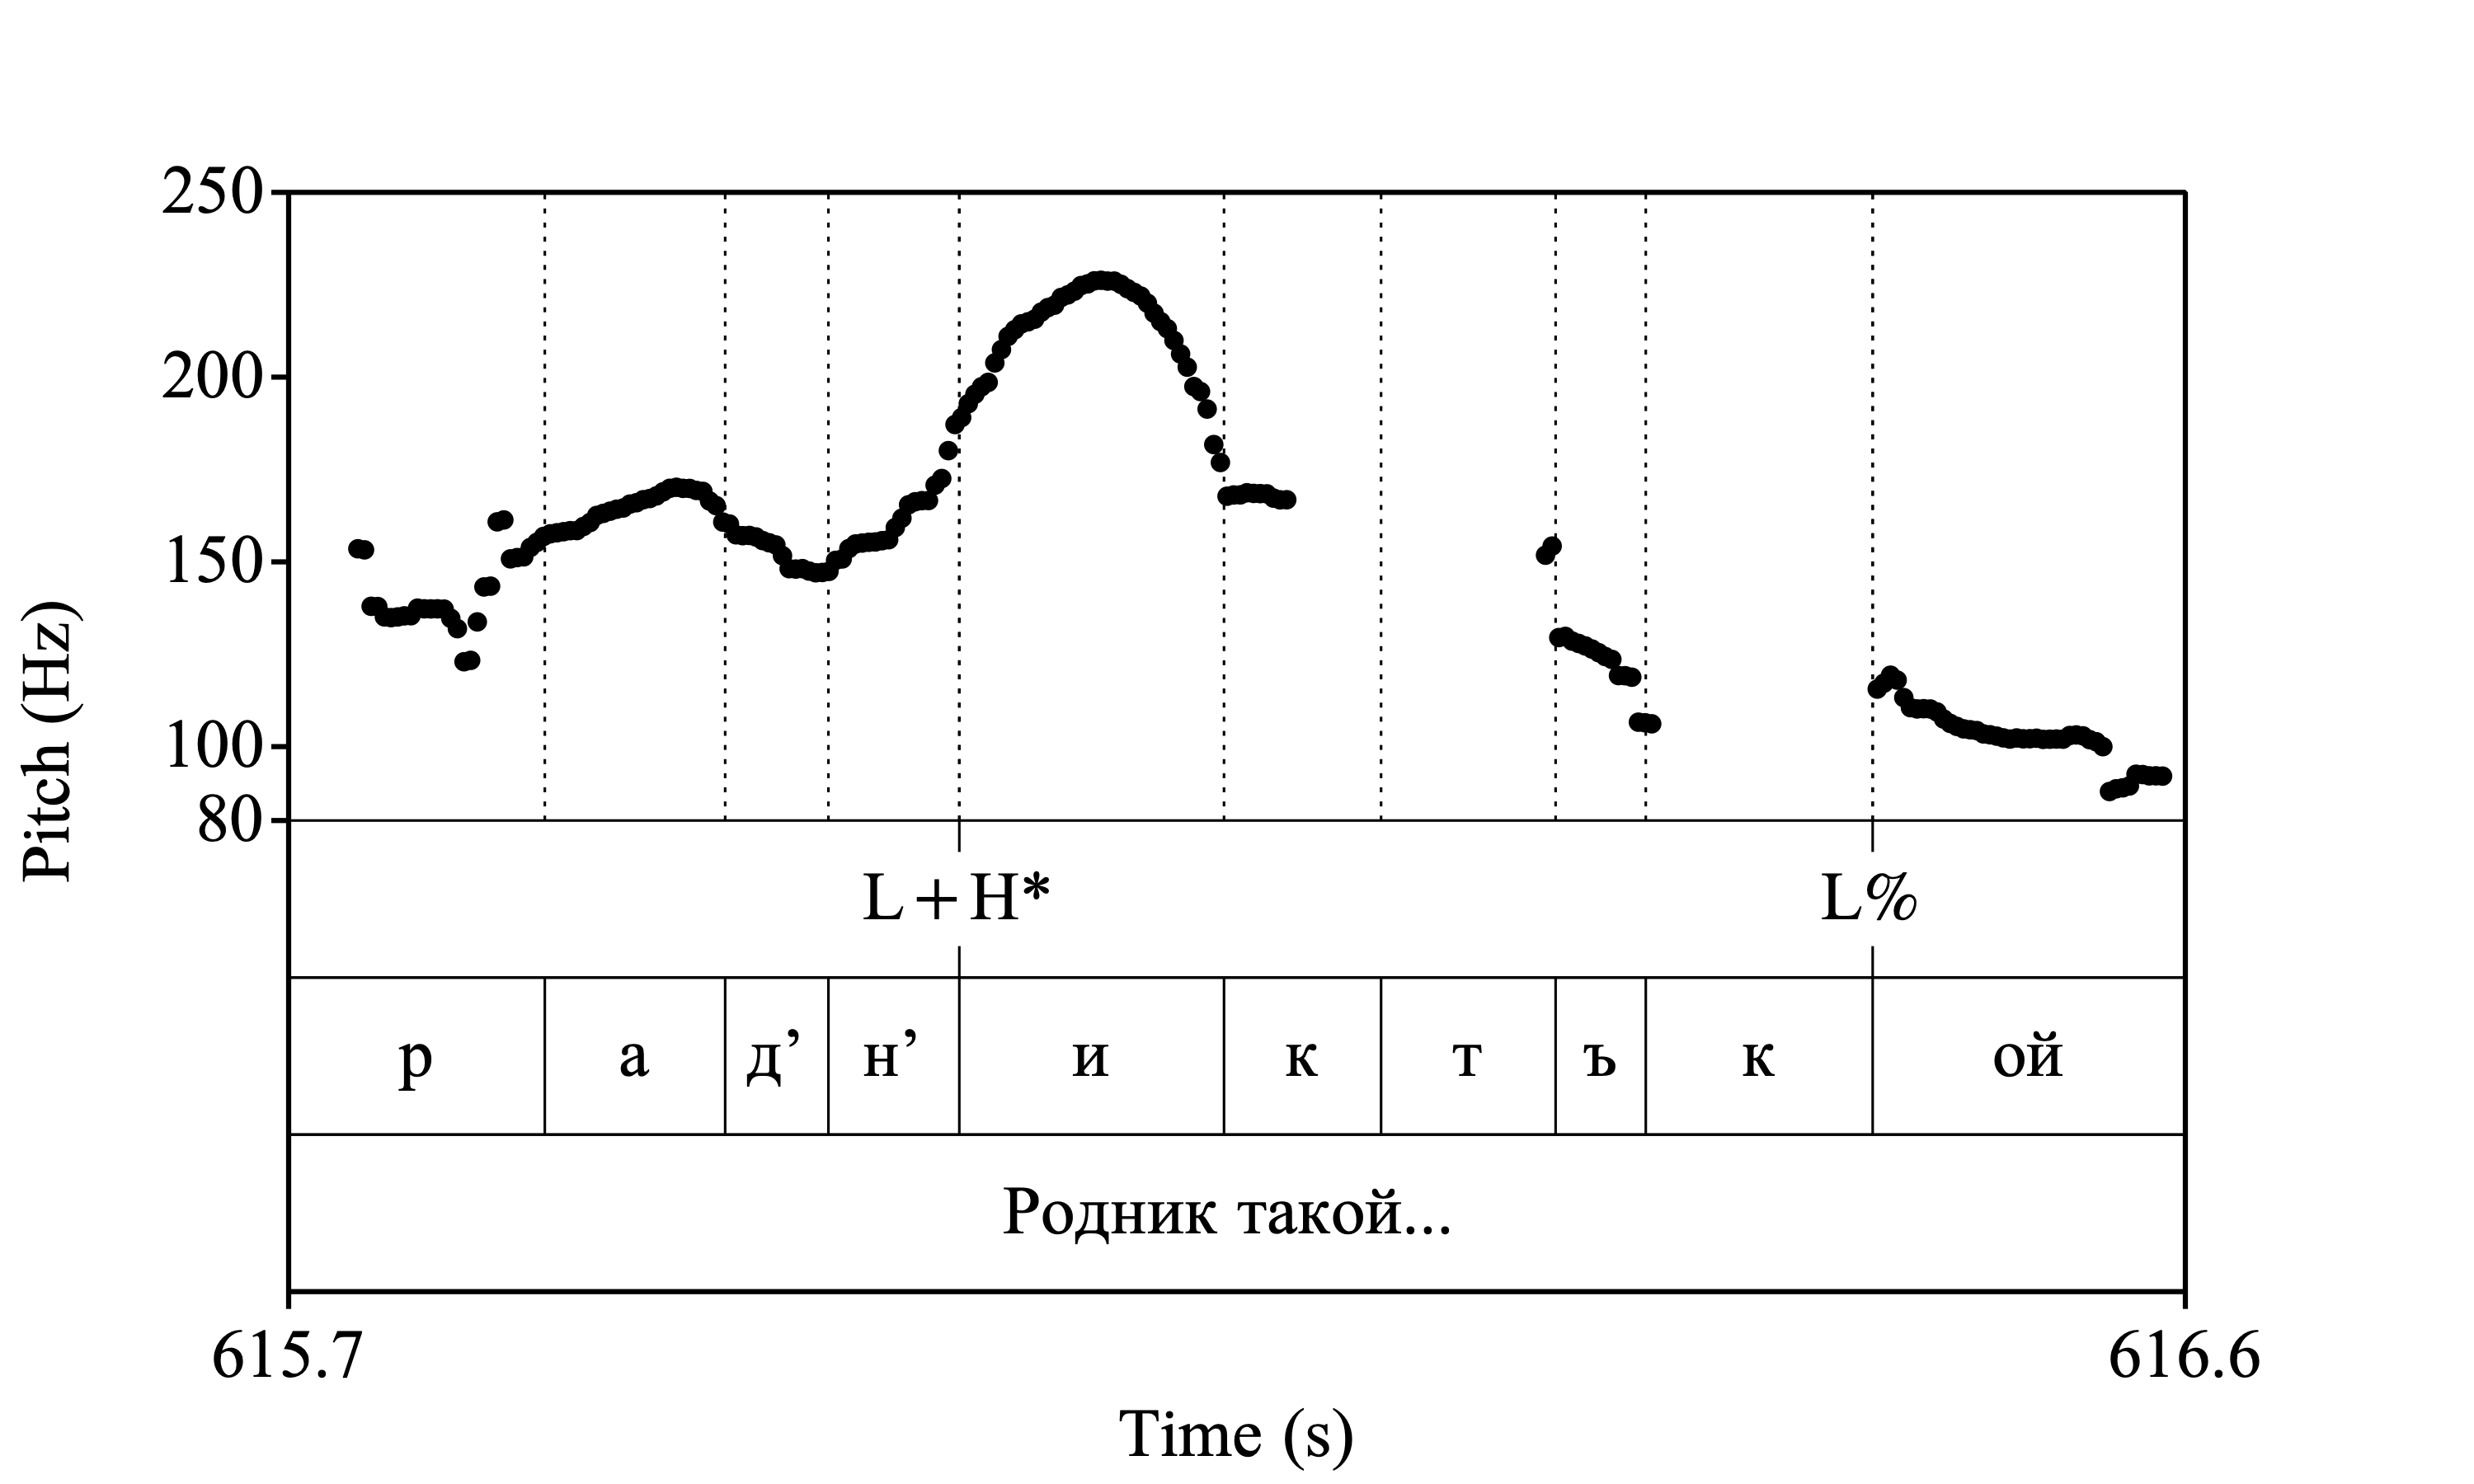 250
200
150
100
80
Pitch (Hz)
L+H* L%
р а д’ н’ и к т ъ к ой
Родник такой...
615.7 616.6
Time (s)